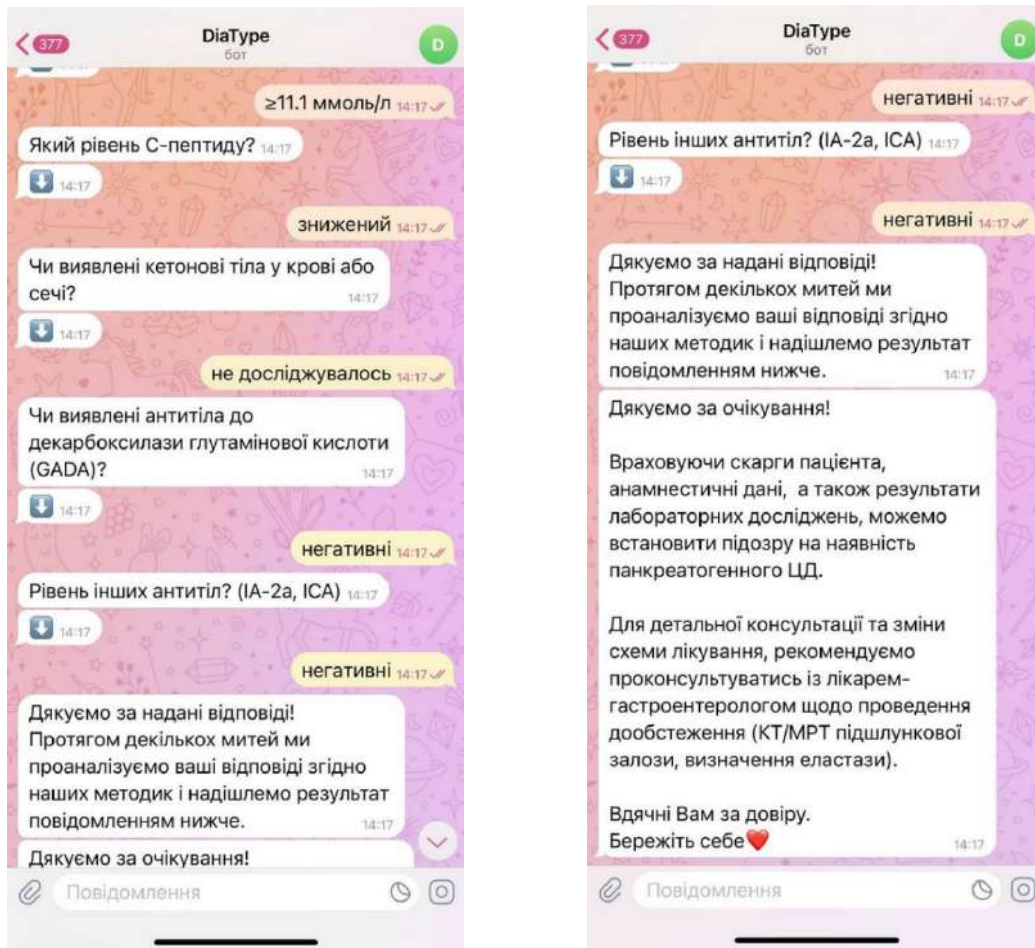 377
DiaType
бот
D
≥11.1 ммоль/л 14:17
Який рівень С-пептиду? 14:17
14:17
знижений 14:17
Чи виявлені кетонові тіла у крові або
сечі? 14:17
14:17
не досліджувалось 14:17
Чи виявлені антитіла до
декарбоксилази глутамінової кислоти
(GADA)? 14:17
14:17
негативні 14:17
Рівень інших антитіл? (IA-2a, ICA) 14:17
14:17
негативні 14:17
Дякуємо за надані відповіді!
Протягом декількох митей ми
проаналізуємо ваші відповіді згідно
наших методик і надішлемо результат
повідомленням нижче. 14:17
Дякуємо за очікування!
Повідомлення
377
DiaType
бот
D
негативні 14:17
Рівень інших антитіл? (IA-2a, ICA) 14:17
14:17
негативні 14:17
Дякуємо за надані відповіді!
Протягом декількох митей ми
проаналізуємо ваші відповіді згідно
наших методик і надішлемо результат
повідомленням нижче. 14:17
Дякуємо за очікування!
Враховуючи скарги пацієнта,
анамнестичні дані, а також результати
лабораторних досліджень, можемо
встановити підозру на наявність
панкреатогенного ЦД.
Для детальної консультації та зміни
схеми лікування, рекомендуємо
проконсультуватись із лікарем-
гастроентерологом щодо проведення
дообстеження (КТ/МРТ підшлункової
залози, визначення еластази).
Вдячні Вам за довіру.
Бережіть себе❤️ 14:17
Повідомлення